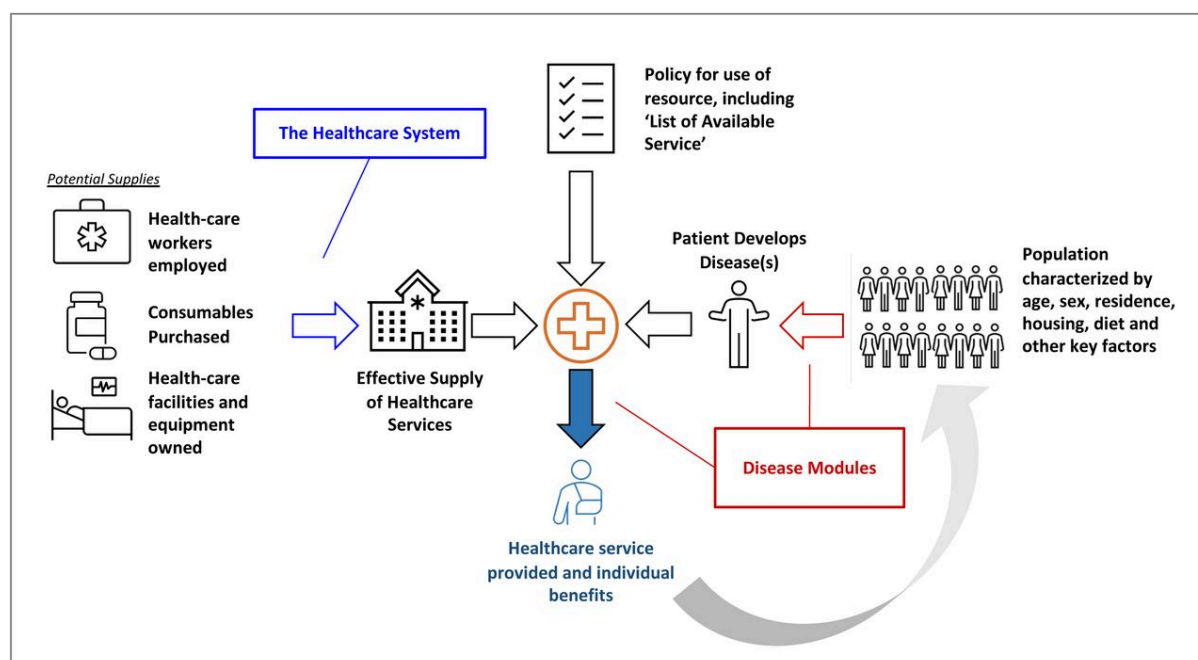 Policy for use of
resource, including
‘List of Available
Service’
The Healthcare System
Potential Supplies
Health-care
workers
employed
Consumables
Purchased
Health-care
facilities and
equipment
owned
Effective Supply
of Healthcare
Services
Patient Develops
Disease(s)
Population
characterized by
age, sex, residence,
housing, diet and
other key factors
Disease Modules
Healthcare service
provided and individual
benefits